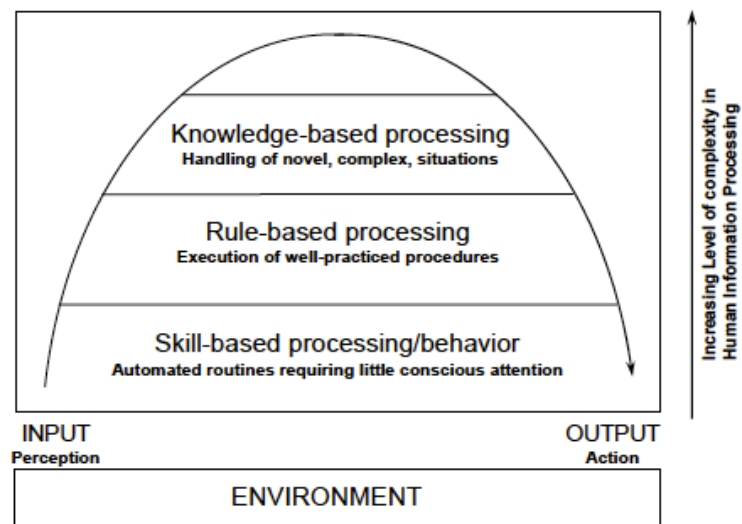 Knowledge-based processing
Handling of novel, complex, situations
Rule-based processing
Execution of well-practiced procedures
Skill-based processing/behavior
Automated routines requiring little conscious attention
INPUT
Perception
OUTPUT
Action
ENVIRONMENT
Increasing Level of complexity in
Human Information Processing